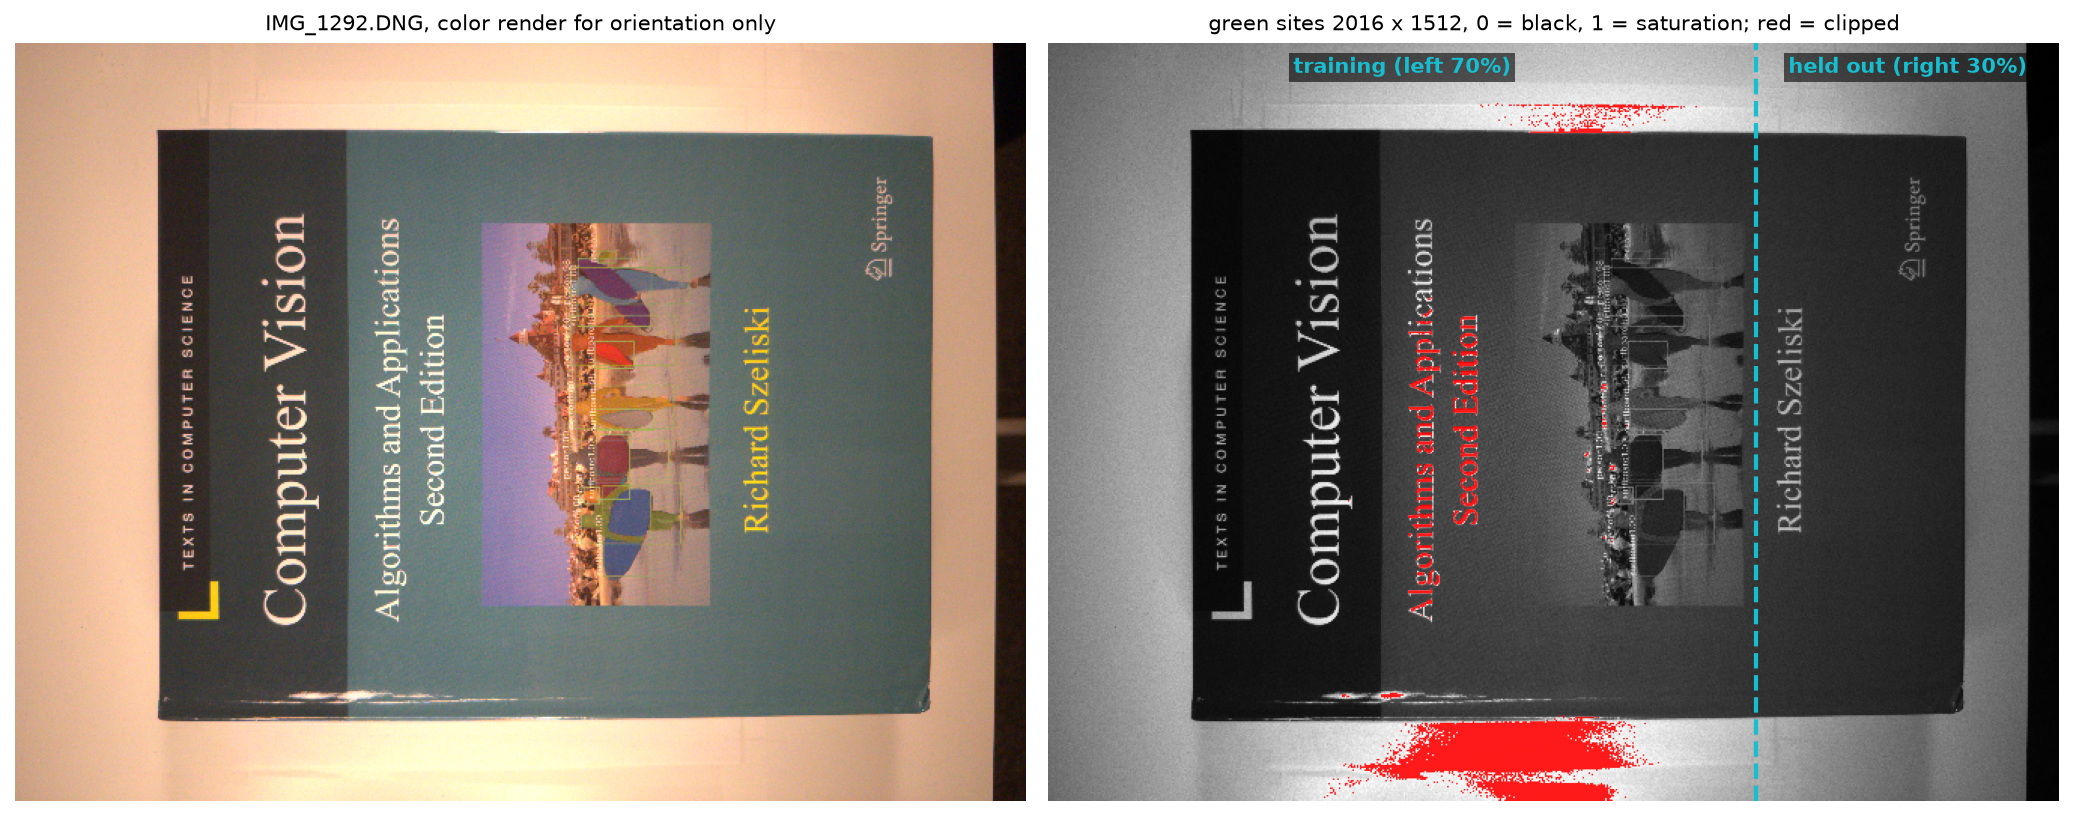 IMG_1292.DNG, color render for orientation only
TEXTS IN COMPUTER SCIENCE
Computer Vision
Algorithms and Applications
Second Edition
Richard Szeliski
Springer
green sites 2016 x 1512, 0 = black, 1 = saturation; red = clipped
training (left 70%)
held out (right 30%)
TEXTS IN COMPUTER SCIENCE
Computer Vision
Algorithms and Applications
Second Edition
Richard Szeliski
Springer